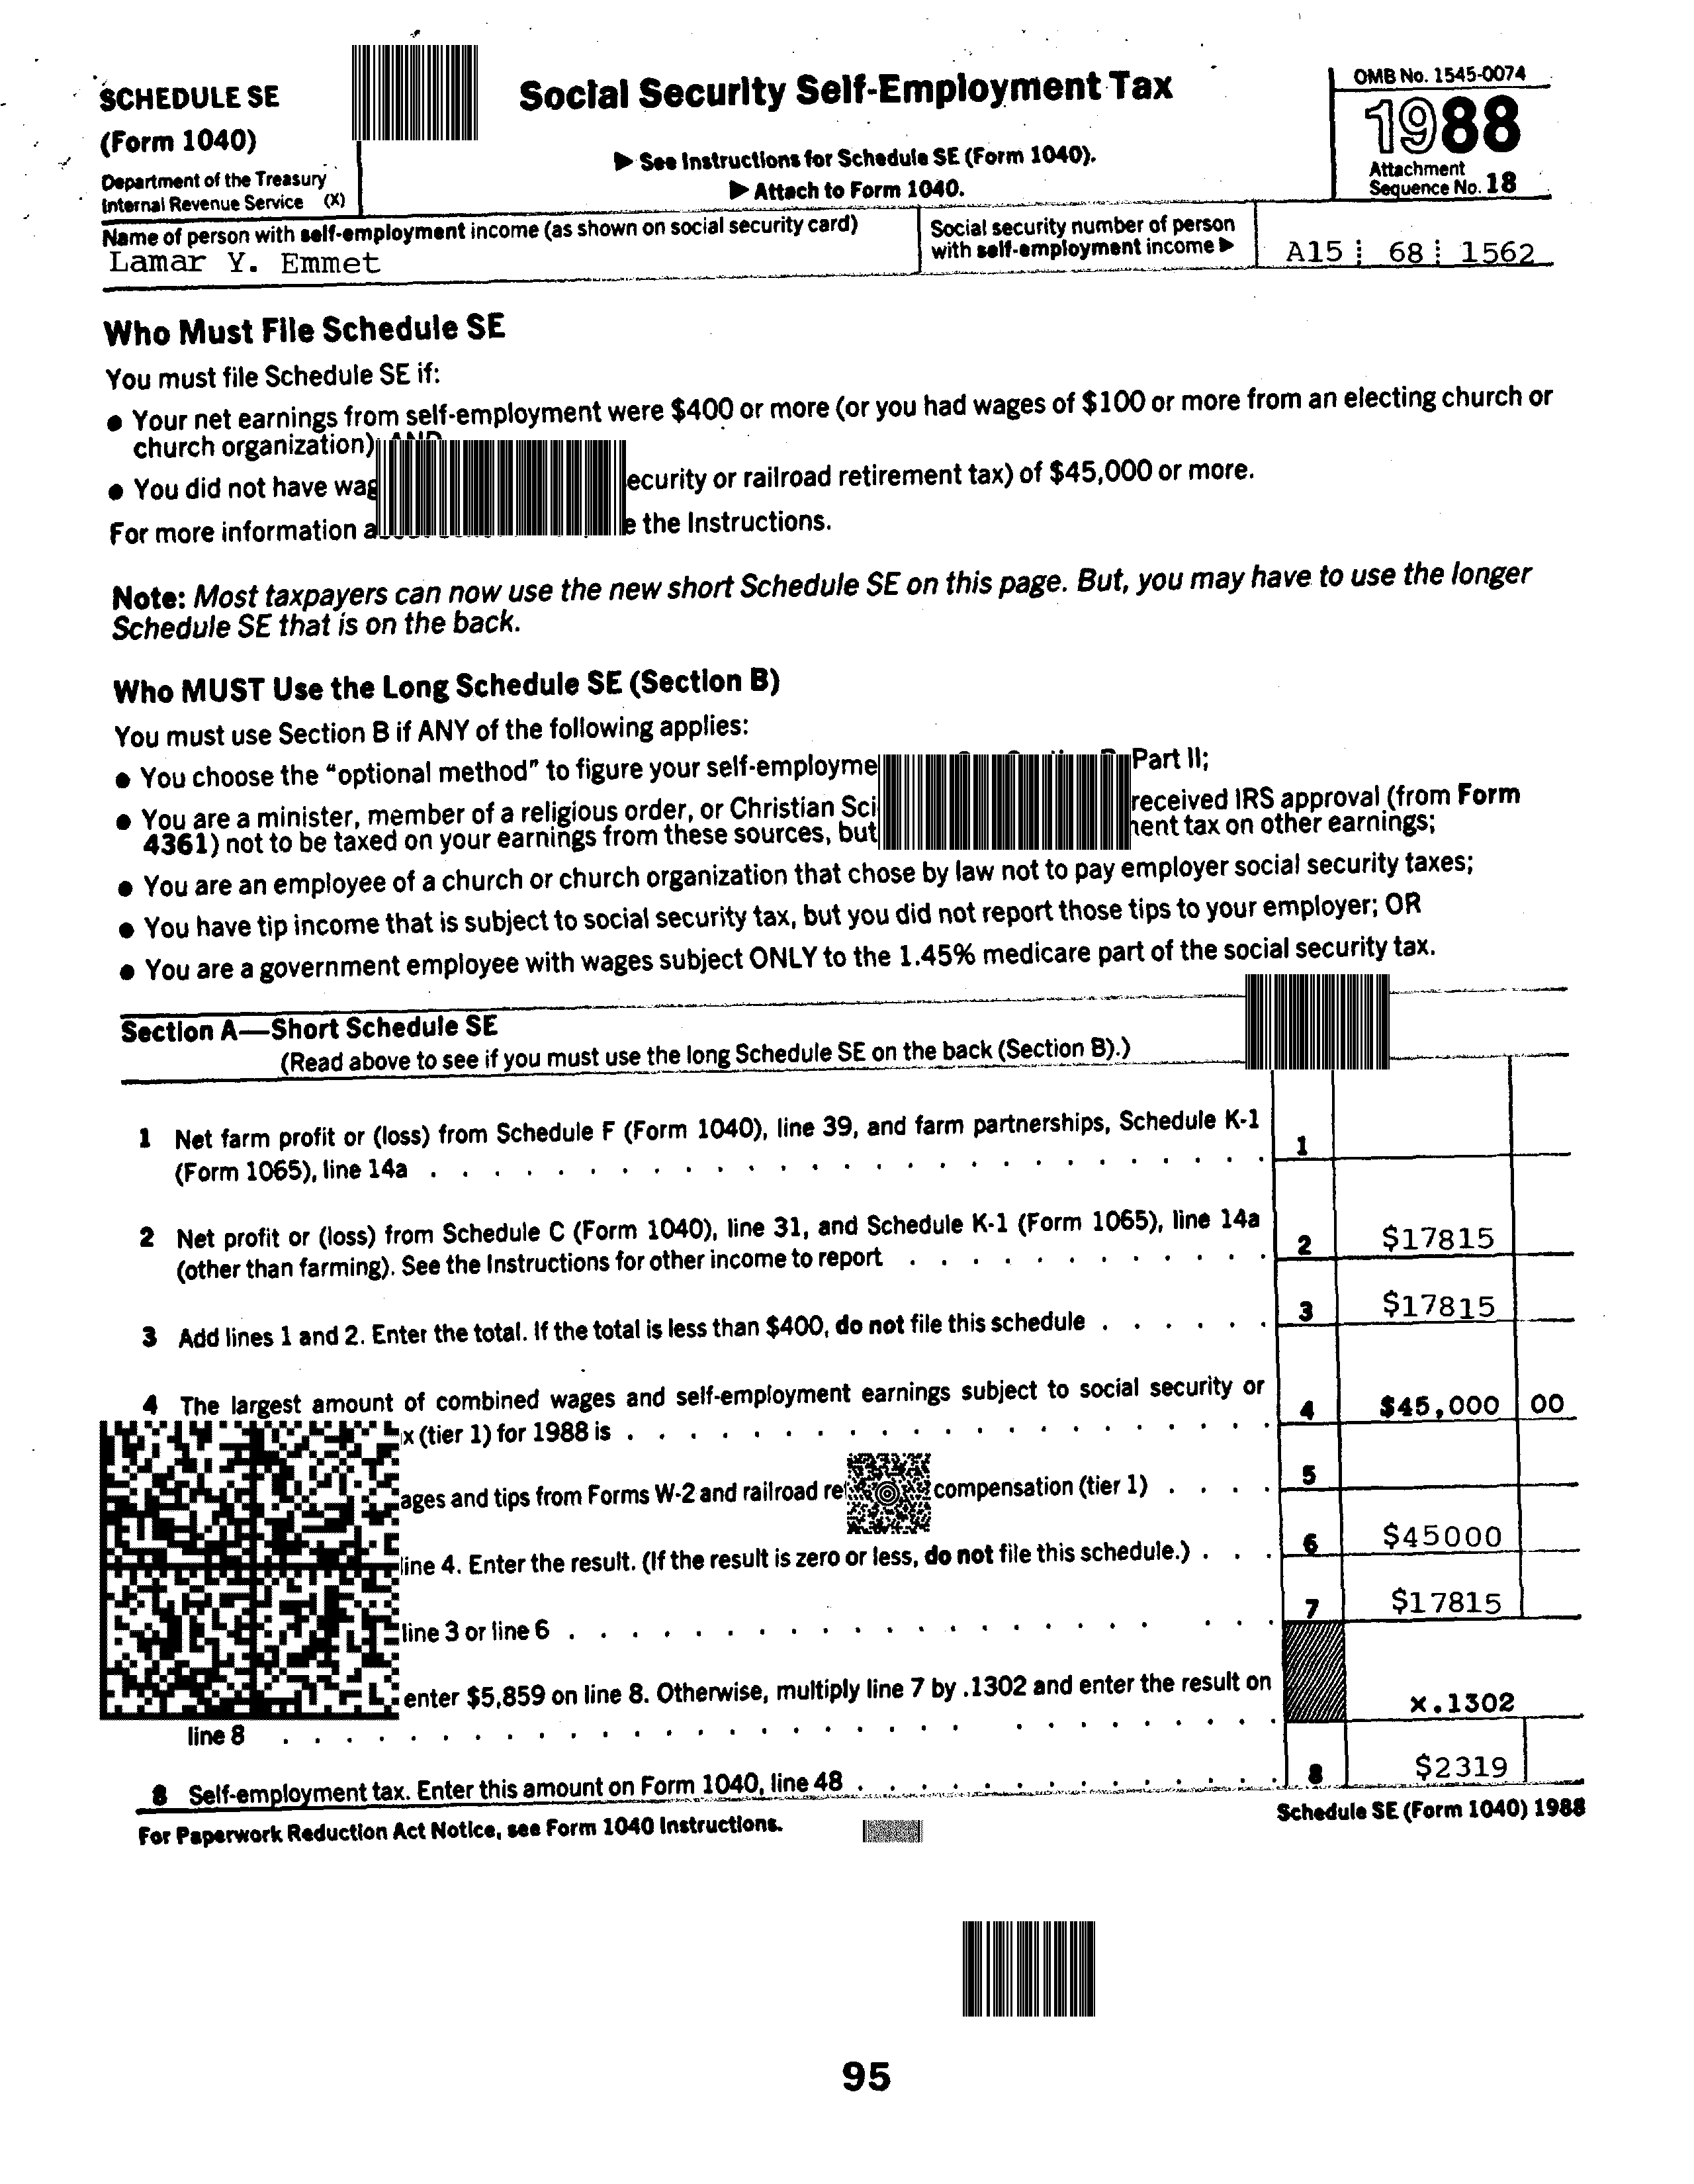 SCHEDULE SE
(Form 1040)
Department of the Treasury
Internal Revenue Service (X)
Social Security Self-Employment Tax
▶ See Instructions for Schedule SE (Form 1040).
▶ Attach to Form 1040.
OMB No. 1545-0074
1988
Attachment
Sequence No. 18
Name of person with self-employment income (as shown on social security card)
Lamar Y. Emmet
Social security number of person
with self-employment income ▶
A15 68 1562
Who Must File Schedule SE
You must file Schedule SE if:
● Your net earnings from self-employment were $400 or more (or you had wages of $100 or more from an electing church or
church organization); AND
● You did not have wag ecurity or railroad retirement tax) of $45,000 or more.
For more information a e the Instructions.
Note: Most taxpayers can now use the new short Schedule SE on this page. But, you may have to use the longer
Schedule SE that is on the back.
Who MUST Use the Long Schedule SE (Section B)
You must use Section B if ANY of the following applies:
● You choose the “optional method” to figure your self-employme Part II;
● You are a minister, member of a religious order, or Christian Sci received IRS approval (from Form
4361) not to be taxed on your earnings from these sources, but ent tax on other earnings;
● You are an employee of a church or church organization that chose by law not to pay employer social security taxes;
● You have tip income that is subject to social security tax, but you did not report those tips to your employer; OR
● You are a government employee with wages subject ONLY to the 1.45% medicare part of the social security tax.
Section A—Short Schedule SE
(Read above to see if you must use the long Schedule SE on the back (Section B).)
1 Net farm profit or (loss) from Schedule F (Form 1040), line 39, and farm partnerships, Schedule K-1
(Form 1065), line 14a . . . . . 1
2 Net profit or (loss) from Schedule C (Form 1040), line 31, and Schedule K-1 (Form 1065), line 14a
(other than farming). See the Instructions for other income to report . . . . . 2 $17815
3 Add lines 1 and 2. Enter the total. If the total is less than $400, do not file this schedule . . . . . 3 $17815
4 The largest amount of combined wages and self-employment earnings subject to social security or
x (tier 1) for 1988 is . . . . . 4 $45,000 00
ages and tips from Forms W-2 and railroad re compensation (tier 1) . . . . 5
line 4. Enter the result. (If the result is zero or less, do not file this schedule.) . . . 6 $45000
line 3 or line 6 . . . . . 7 $17815
enter $5,859 on line 8. Otherwise, multiply line 7 by .1302 and enter the result on
line 8 . . . . . x.1302
8 Self-employment tax. Enter this amount on Form 1040, line 48 . . . . . 8 $2319
For Paperwork Reduction Act Notice, see Form 1040 Instructions.
Schedule SE (Form 1040) 1988
95